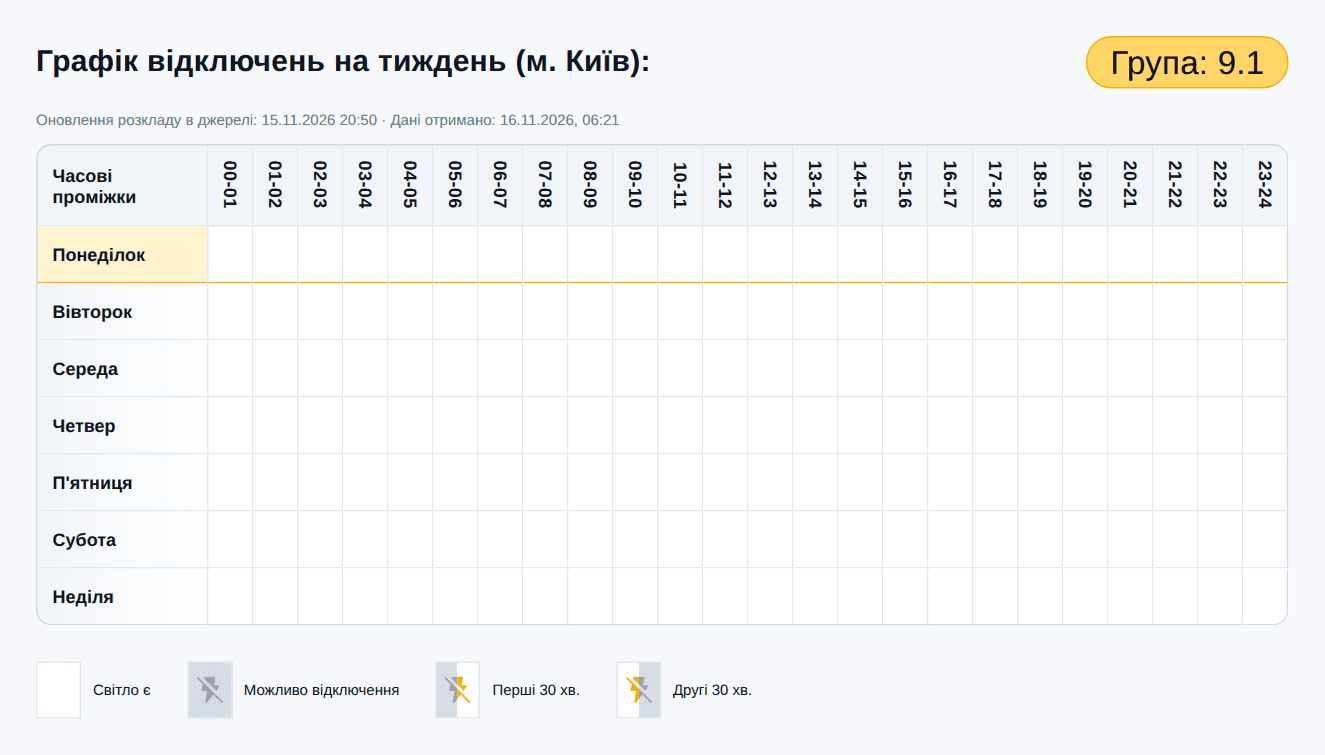 Графік відключень на тиждень (м. Київ):
Група: 9.1
Оновлення розкладу в джерелі: 15.11.2026 20:50 · Дані отримано: 16.11.2026, 06:21
Часові
проміжки
00-01
01-02
02-03
03-04
04-05
05-06
06-07
07-08
08-09
09-10
10-11
11-12
12-13
13-14
14-15
15-16
16-17
17-18
18-19
19-20
20-21
21-22
22-23
23-24
Понеділок
Вівторок
Середа
Четвер
П'ятниця
Субота
Неділя
Світло є
Можливо відключення
Перші 30 хв.
Другі 30 хв.